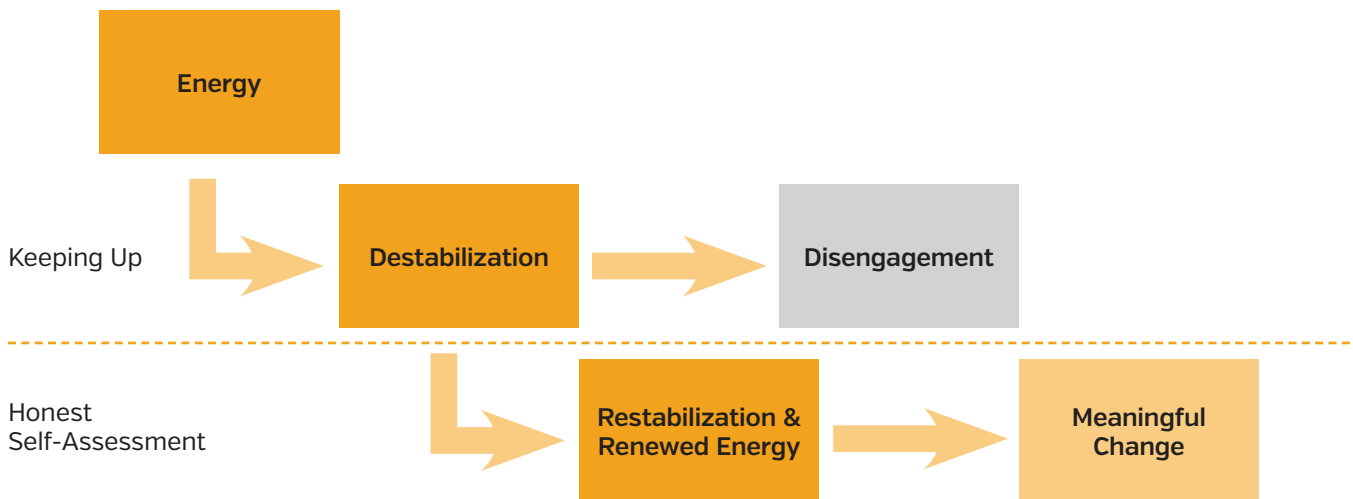 Energy
Keeping Up
Destabilization
Disengagement
Honest
Self-Assessment
Restabilization &
Renewed Energy
Meaningful
Change